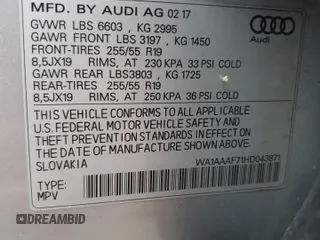 MFD. BY AUDI AG 02 17
GVWR LBS 6603 , KG 2995
GAWR FRONT LBS 3197 , KG 1450
FRONT-TIRES 255/55 R19
8,5JX19 RIMS, AT 230 KPA 33 PSI COLD
GAWR REAR LBS3803 , KG 1725
REAR-TIRES 255/55 R19
8,5JX19 RIMS, AT 250 KPA 36 PSI COLD
Audi
THIS VEHICLE CONFORMS TO ALL APPLICABLE
U.S. FEDERAL MOTOR VEHICLE SAFETY, BUMPER, AND
THEFT PREVENTION STANDARDS IN EFFECT ON THE
DATE OF MANUFACTURE SHOWN ABOVE.
SLOVAKIA
WA1AAAF71HD043871
TYPE:
MPV
© DREAMBID.COM